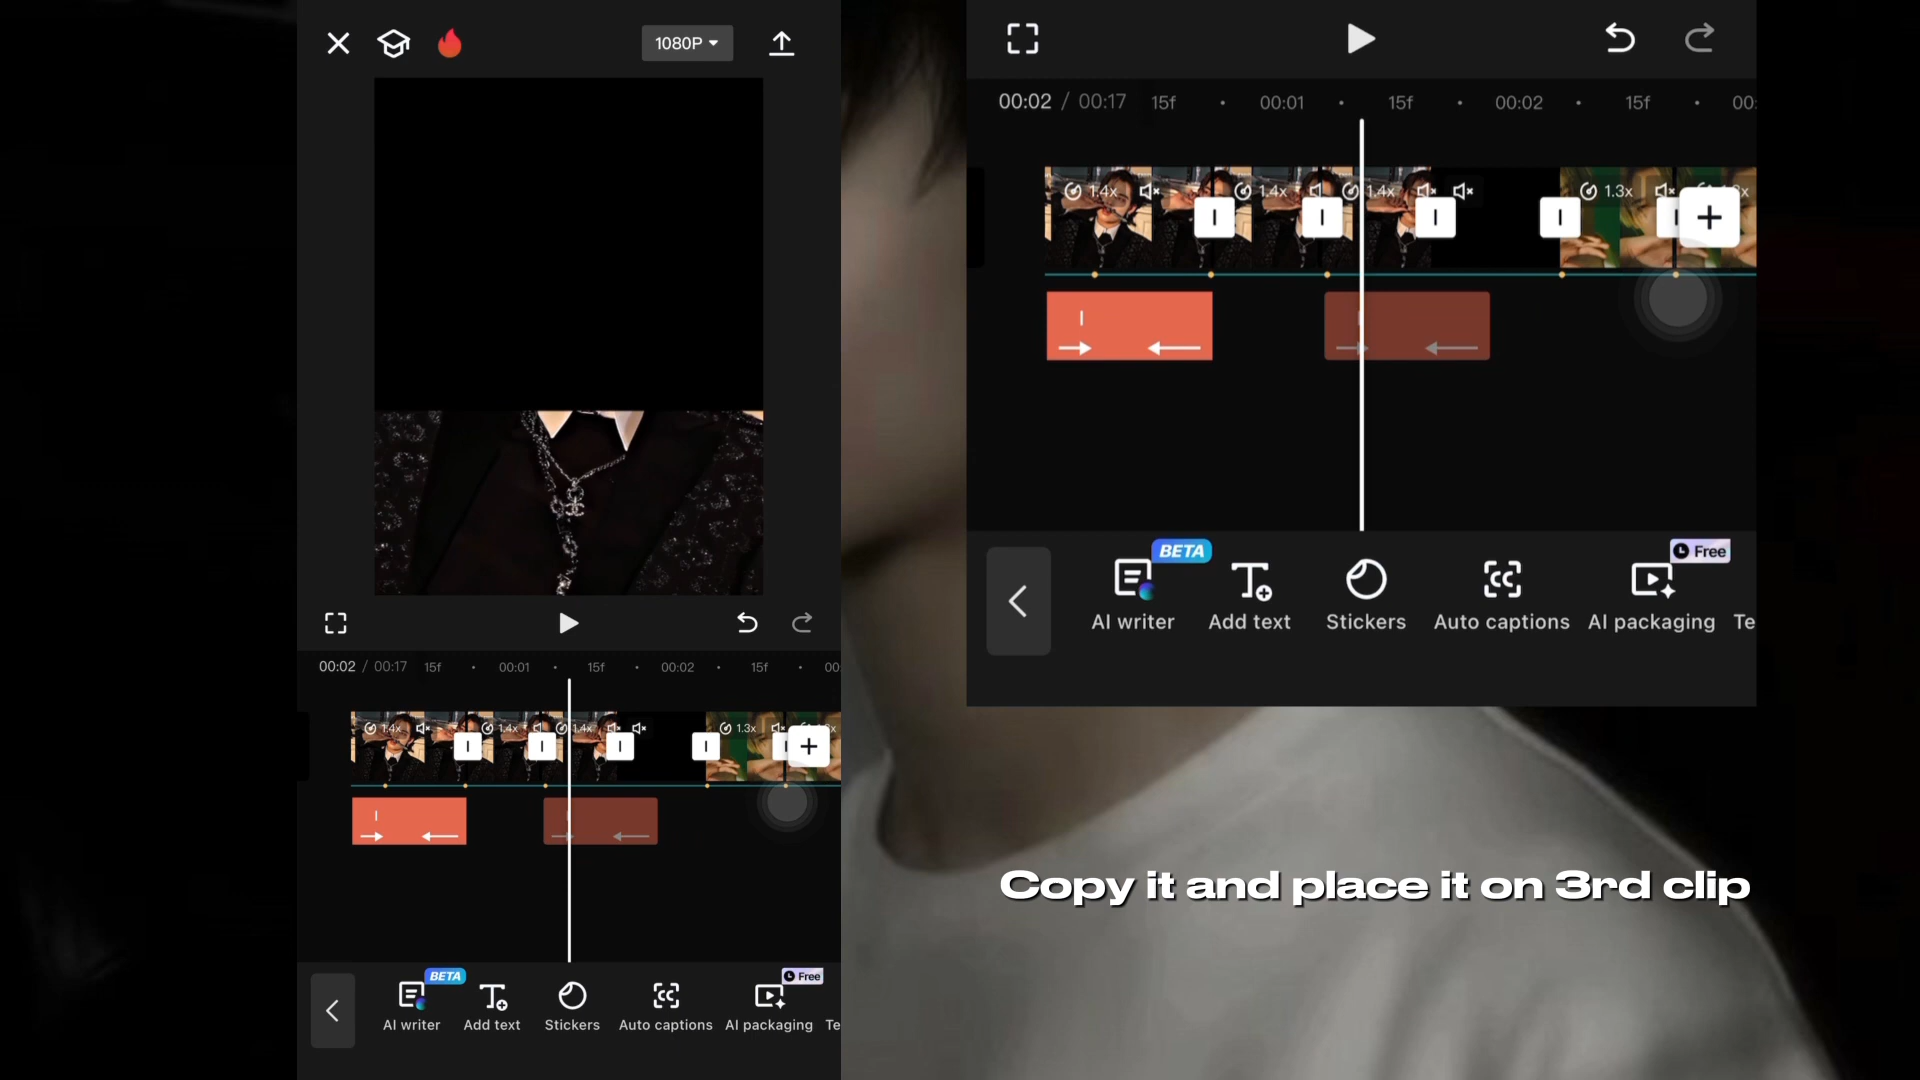 1080P
00:02 / 00:17 15f 00:01 15f 00:02 15f 00:
1.4x 1.4x 1.4x 1.3x x
BETA Free
AI writer Add text Stickers Auto captions AI packaging Te
00:02 / 00:17 15f 00:01 15f 00:02 15f 00:
1.4x 1.4x 1.4x 1.3x x
BETA Free
AI writer Add text Stickers Auto captions AI packaging Te
Copy it and place it on 3rd clip